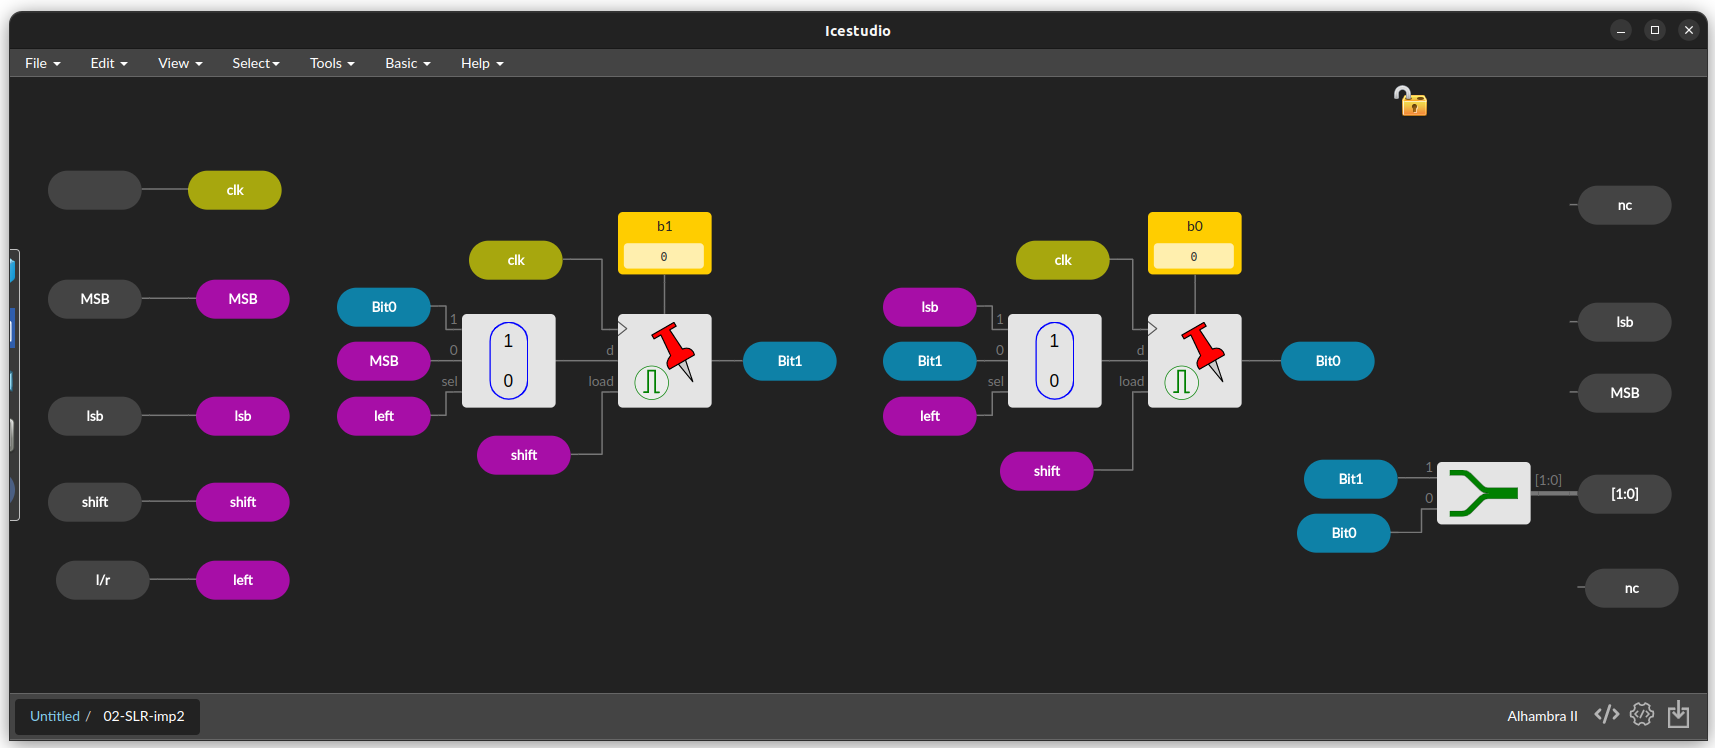 Icestudio
File Edit View Select Tools Basic Help
clk
MSB MSB
lsb lsb
shift shift
l/r left
b1
0
clk
Bit0
1
MSB
0
left
sel
1
0
d
load
shift
Bit1
b0
0
clk
lsb
1
Bit1
0
left
sel
1
0
d
load
shift
Bit0
nc
lsb
MSB
Bit1
1
Bit0
0
[1:0]
[1:0]
nc
Untitled / 02-SLR-imp2
Alhambra II </> </>